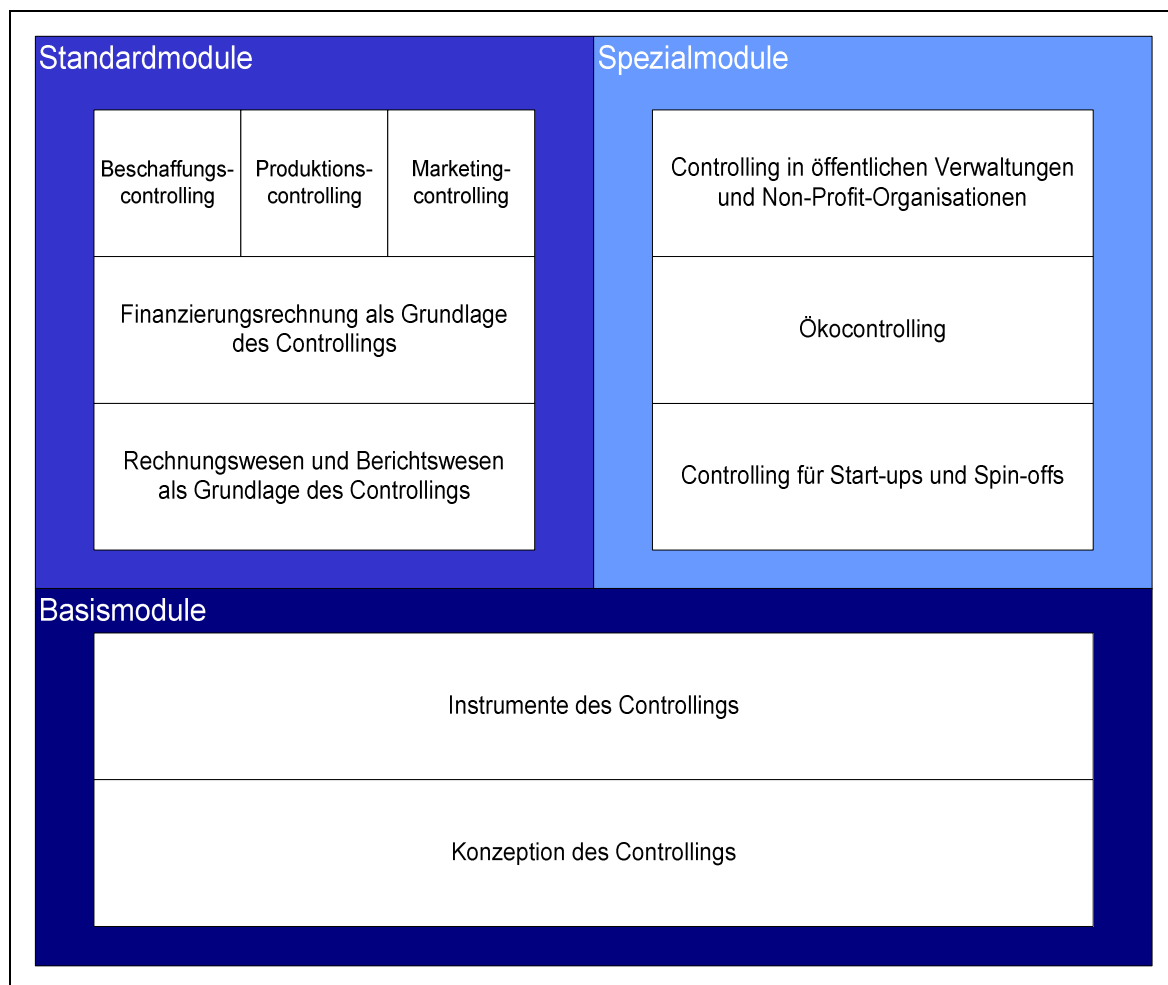 Standardmodule
Beschaffungs-
controlling
Produktions-
controlling
Marketing-
controlling
Finanzierungsrechnung als Grundlage
des Controllings
Rechnungswesen und Berichtswesen
als Grundlage des Controllings
Spezialmodule
Controlling in öffentlichen Verwaltungen
und Non-Profit-Organisationen
Ökocontrolling
Controlling für Start-ups und Spin-offs
Basismodule
Instrumente des Controllings
Konzeption des Controllings